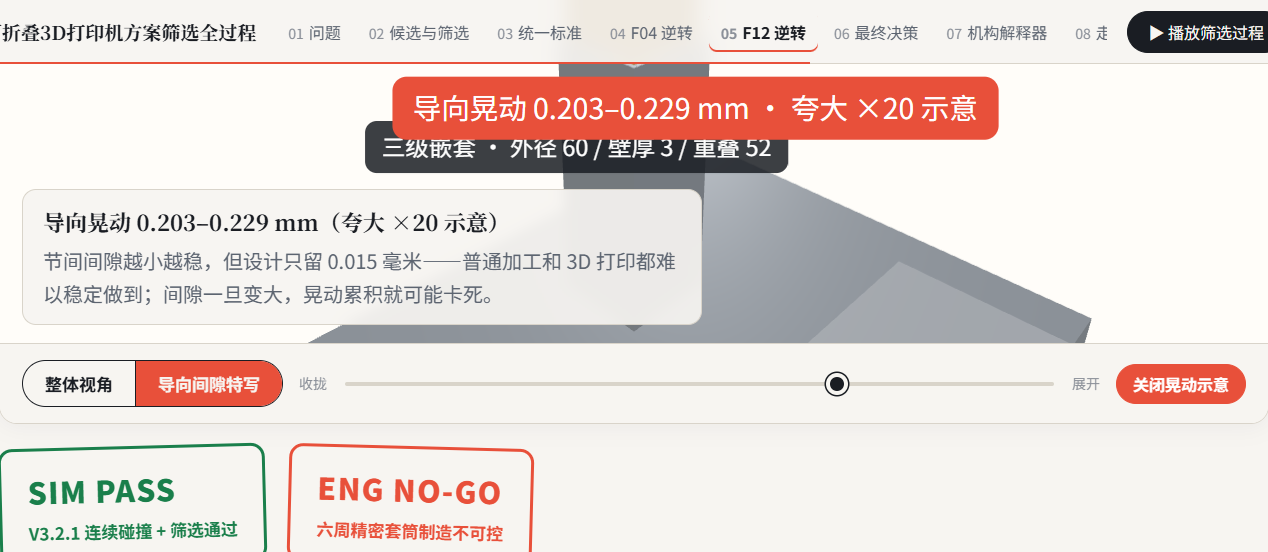 折叠3D打印机方案筛选全过程
01 问题
02 候选与筛选
03 统一标准
04 F04 逆转
05 F12 逆转
06 最终决策
07 机构解释器
08
▶ 播放筛选过程
导向晃动 0.203–0.229 mm · 夸大 ×20 示意
三级嵌套 · 外径 60 / 壁厚 3 / 重叠 52
导向晃动 0.203–0.229 mm（夸大 ×20 示意）
节间间隙越小越稳，但设计只留 0.015 毫米——普通加工和 3D 打印都难
以稳定做到；间隙一旦变大，晃动累积就可能卡死。
整体视角
导向间隙特写
收拢
展开
关闭晃动示意
SIM PASS
V3.2.1 连续碰撞 + 筛选通过
ENG NO-GO
六周精密套筒制造不可控